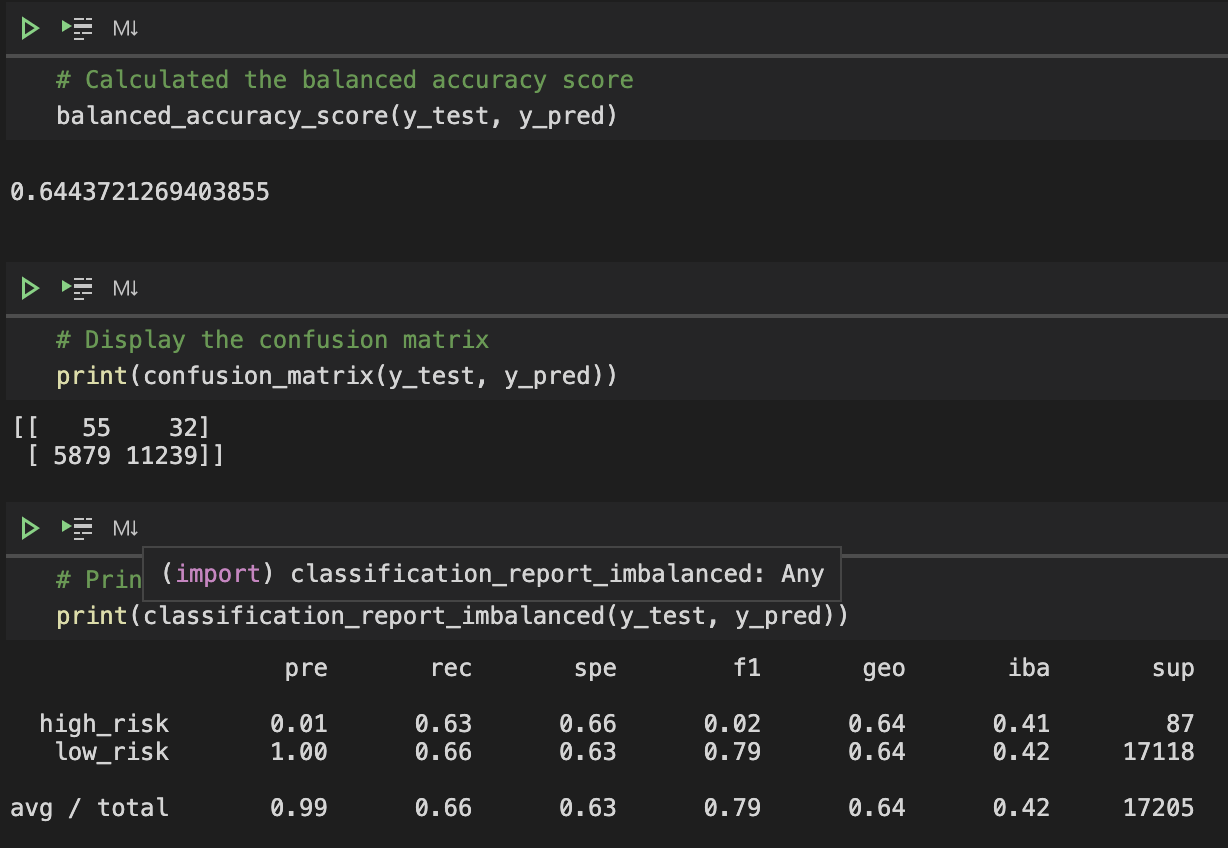 M↓
# Calculated the balanced accuracy score
balanced_accuracy_score(y_test, y_pred)
0.6443721269403855
M↓
# Display the confusion matrix
print(confusion_matrix(y_test, y_pred))
[[   55    32]
 [ 5879 11239]]
M↓
(import) classification_report_imbalanced: Any
# Prin
print(classification_report_imbalanced(y_test, y_pred))
pre rec spe f1 geo iba sup
high_risk 0.01 0.63 0.66 0.02 0.64 0.41 87
low_risk 1.00 0.66 0.63 0.79 0.64 0.42 17118
avg / total 0.99 0.66 0.63 0.79 0.64 0.42 17205